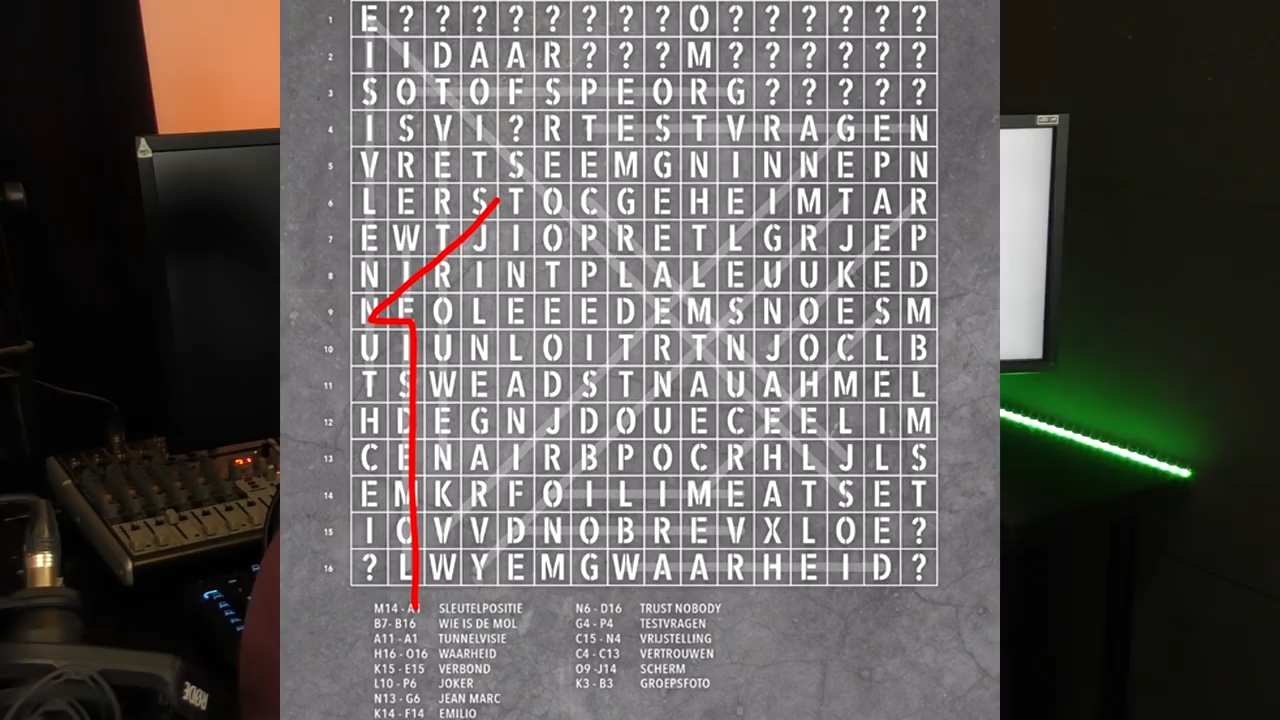 1 E ? ? ? ? ? ? ? ? O ? ? ? ? ? ?
2 I I D A A R ? ? ? M ? ? ? ? ? ?
3 S O T O F S P E O R G ? ? ? ? ?
4 I S V I ? R T E S T V R A G E N
5 V R E T S E E M G N I N N E P N
6 L E R S T O C G E H E I M T A R
7 E W T J I O P R E T L G R J E P
8 N I R I N T P L A L E U U K E D
9 N E O L E E E D E M S N O E S M
10 U I U N L O I T R T N J O C L B
11 T S W E A D S T N A U A H M E L
12 H D E G N J D O U E C E E L I M
13 C E N A I R B P O C R H L J L S
14 E M K R F O I L I M E A T S E T
15 I O V V D N O B R E V X L O E ?
16 ? L W Y E M G W A A R H E I D ?
M14 - A1 SLEUTELPOSITIE
B7- B16 WIE IS DE MOL
A11 - A1 TUNNELVISIE
H16 - O16 WAARHEID
K15 - E15 VERBOND
L10 - P6 JOKER
N13 - G6 JEAN MARC
K14 - F14 EMILIO
N6 - D16 TRUST NOBODY
G4 - P4 TESTVRAGEN
C15 - N4 VRIJSTELLING
C4 - C13 VERTROUWEN
O9 -J14 SCHERM
K3 - B3 GROEPSFOTO
RØDE